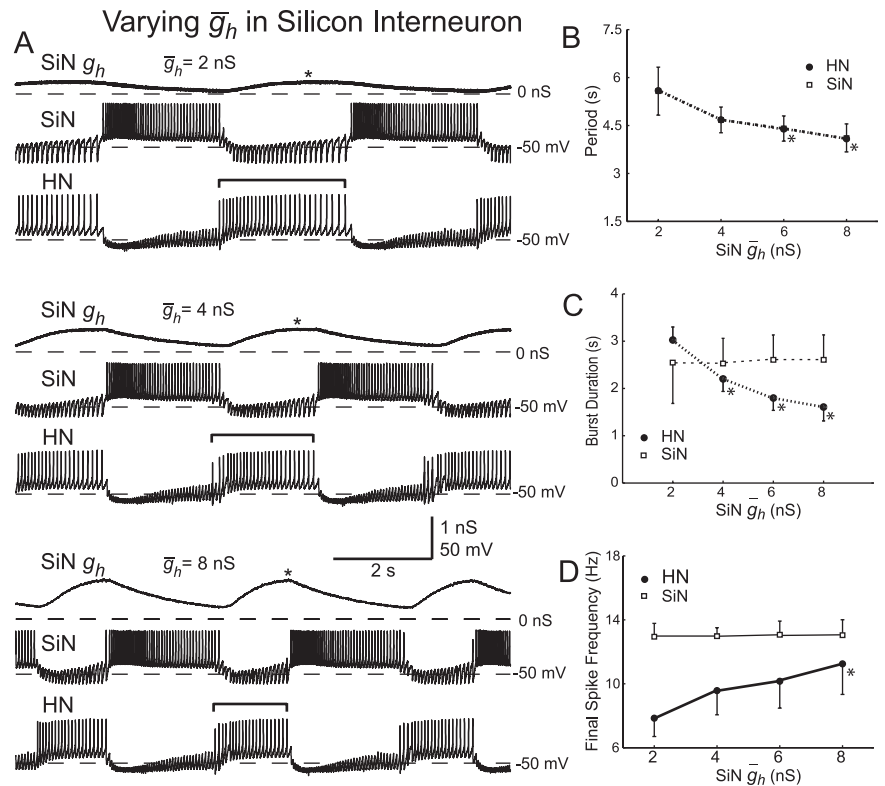 Varying g̅h in Silicon Interneuron
A
SiN gh
g̅h = 2 nS
*
0 nS
SiN
-50 mV
HN
-50 mV
SiN gh
g̅h = 4 nS
*
0 nS
SiN
-50 mV
HN
-50 mV
1 nS
50 mV
2 s
SiN gh
g̅h = 8 nS
*
0 nS
SiN
-50 mV
HN
-50 mV
B
7.5
6
4.5
3
1.5
Period (s)
HN
SiN
*
*
2 4 6 8
SiN g̅h (nS)
C
4
3
2
1
0
Burst Duration (s)
*
*
*
HN
SiN
2 4 6 8
SiN g̅h (nS)
D
18
13
10
6
Final Spike Frequency (Hz)
HN
SiN
*
2 4 6 8
SiN g̅h (nS)